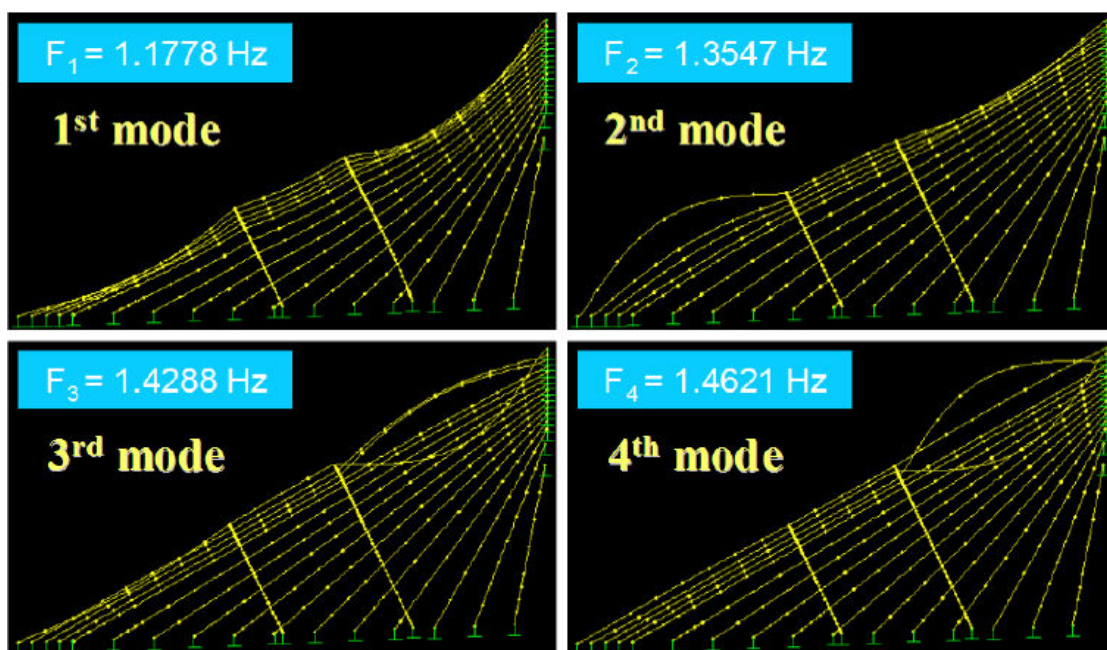 F₁ = 1.1778 Hz
1st mode
F₂ = 1.3547 Hz
2nd mode
F₃ = 1.4288 Hz
3rd mode
F₄ = 1.4621 Hz
4th mode